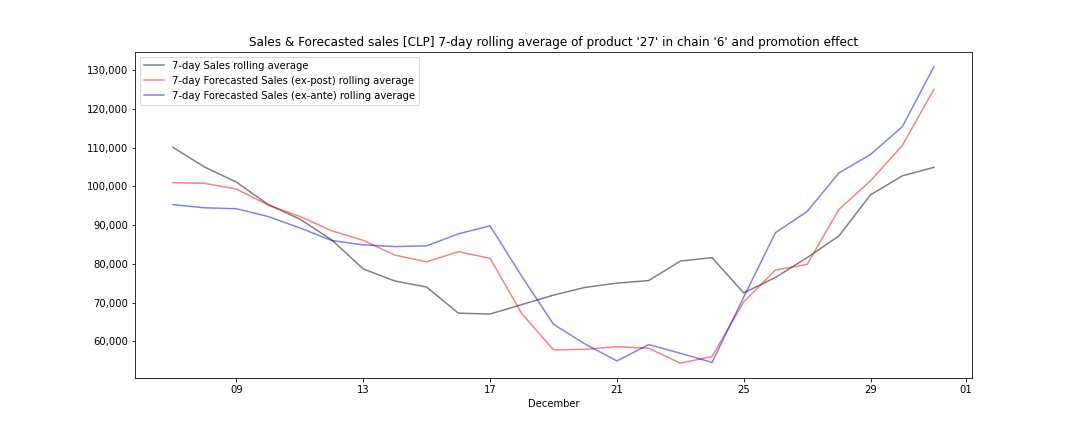 Sales & Forecasted sales [CLP] 7-day rolling average of product '27' in chain '6' and promotion effect
7-day Sales rolling average
7-day Forecasted Sales (ex-post) rolling average
7-day Forecasted Sales (ex-ante) rolling average
130,000
120,000
110,000
100,000
90,000
80,000
70,000
60,000
09 13 17 21 25 29 01
December